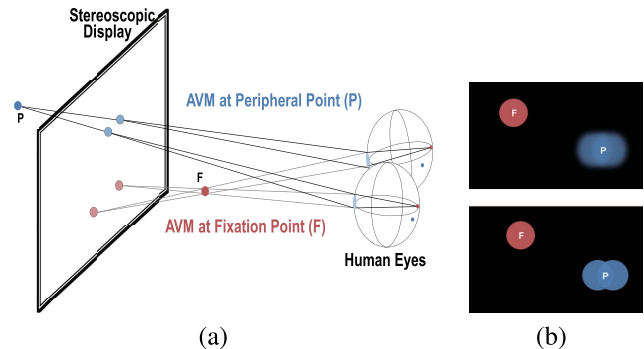 Stereoscopic
Display
AVM at Peripheral Point (P)
P
F
AVM at Fixation Point (F)
Human Eyes
(a)
F
P
F
P
(b)